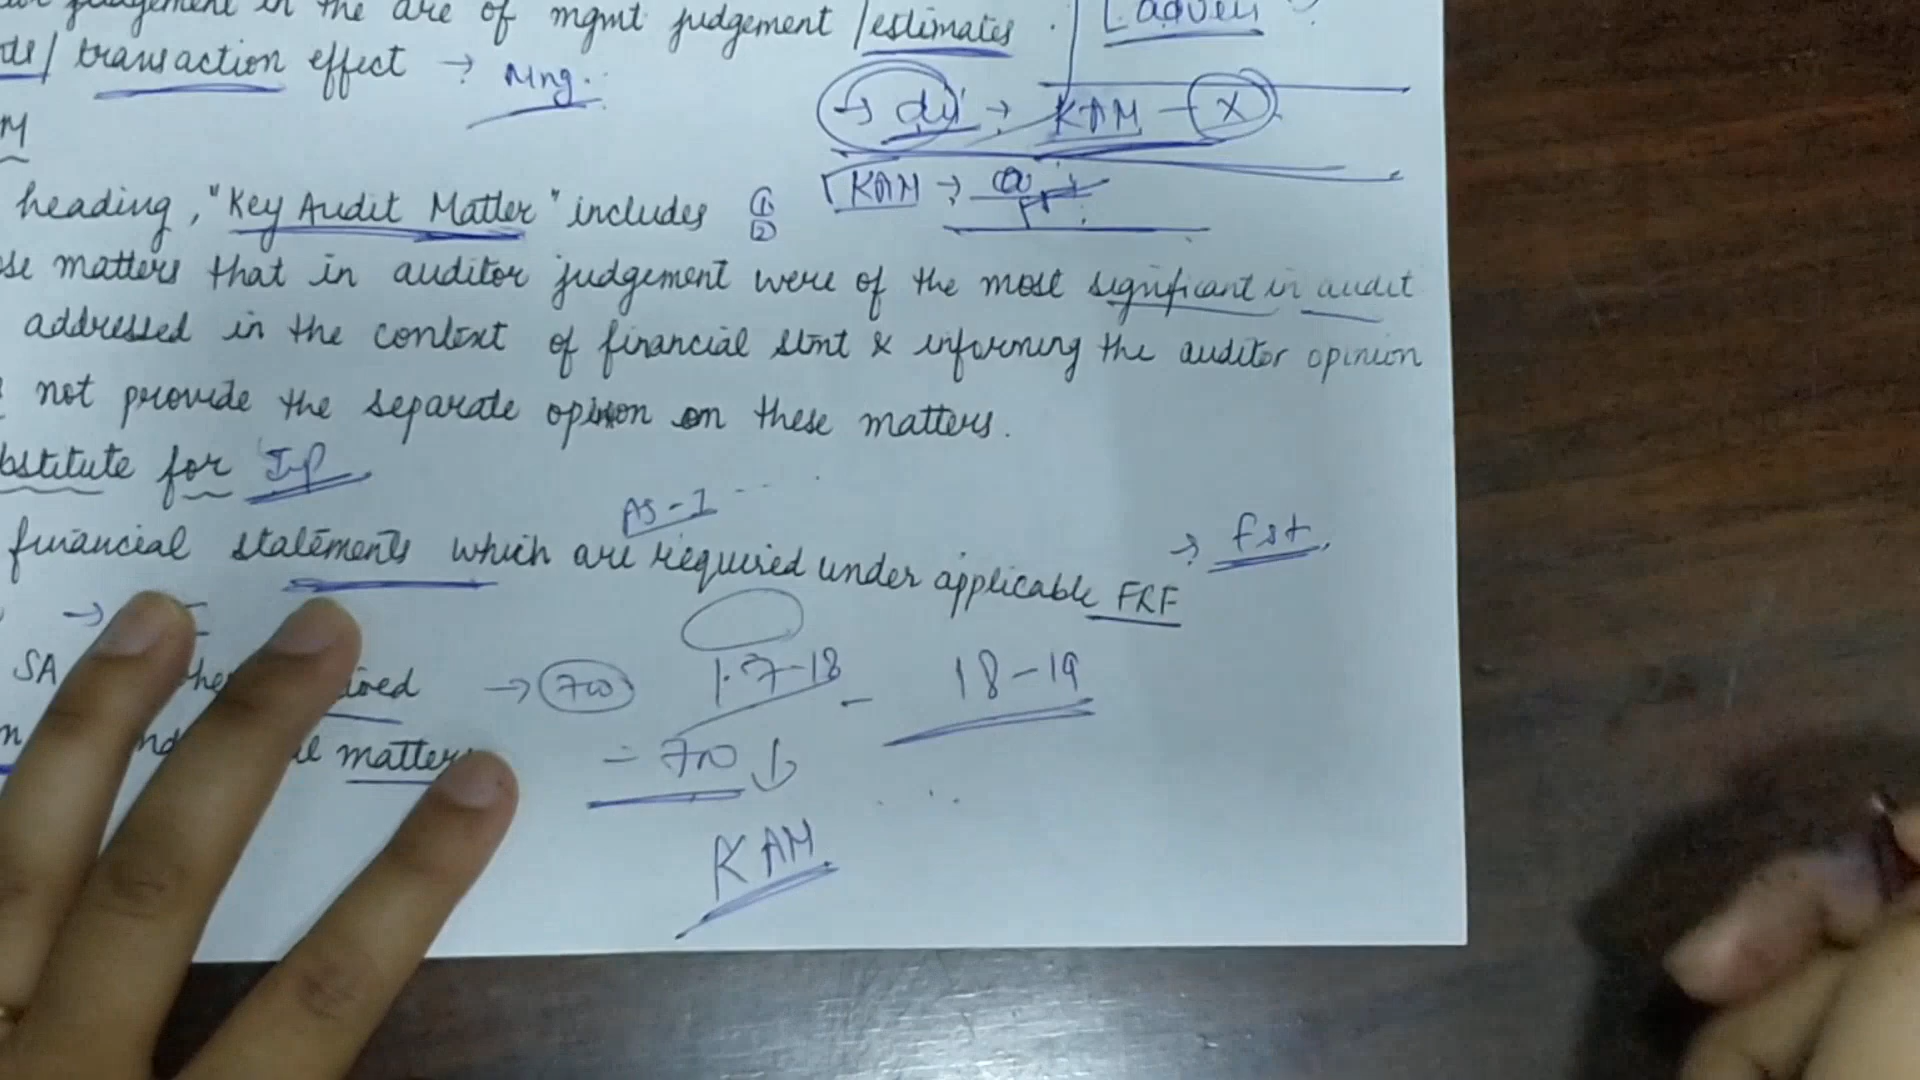 judgement in the are of mgmt judgement / estimates.
transaction effect → Mng.
→ KAM - X
M
heading, "Key Audit Matter" includes ① ②
KAM →
matters that in auditor judgement were of the most significant in audit
addressed in the context of financial stmt & informing the auditor opinion
not provide the separate opinion on these matters.
for
AS-1
financial statements which are required under applicable FRF → fst.
SA → 700 1.7-18 - 18-19
matters = 700 ↓
KAM